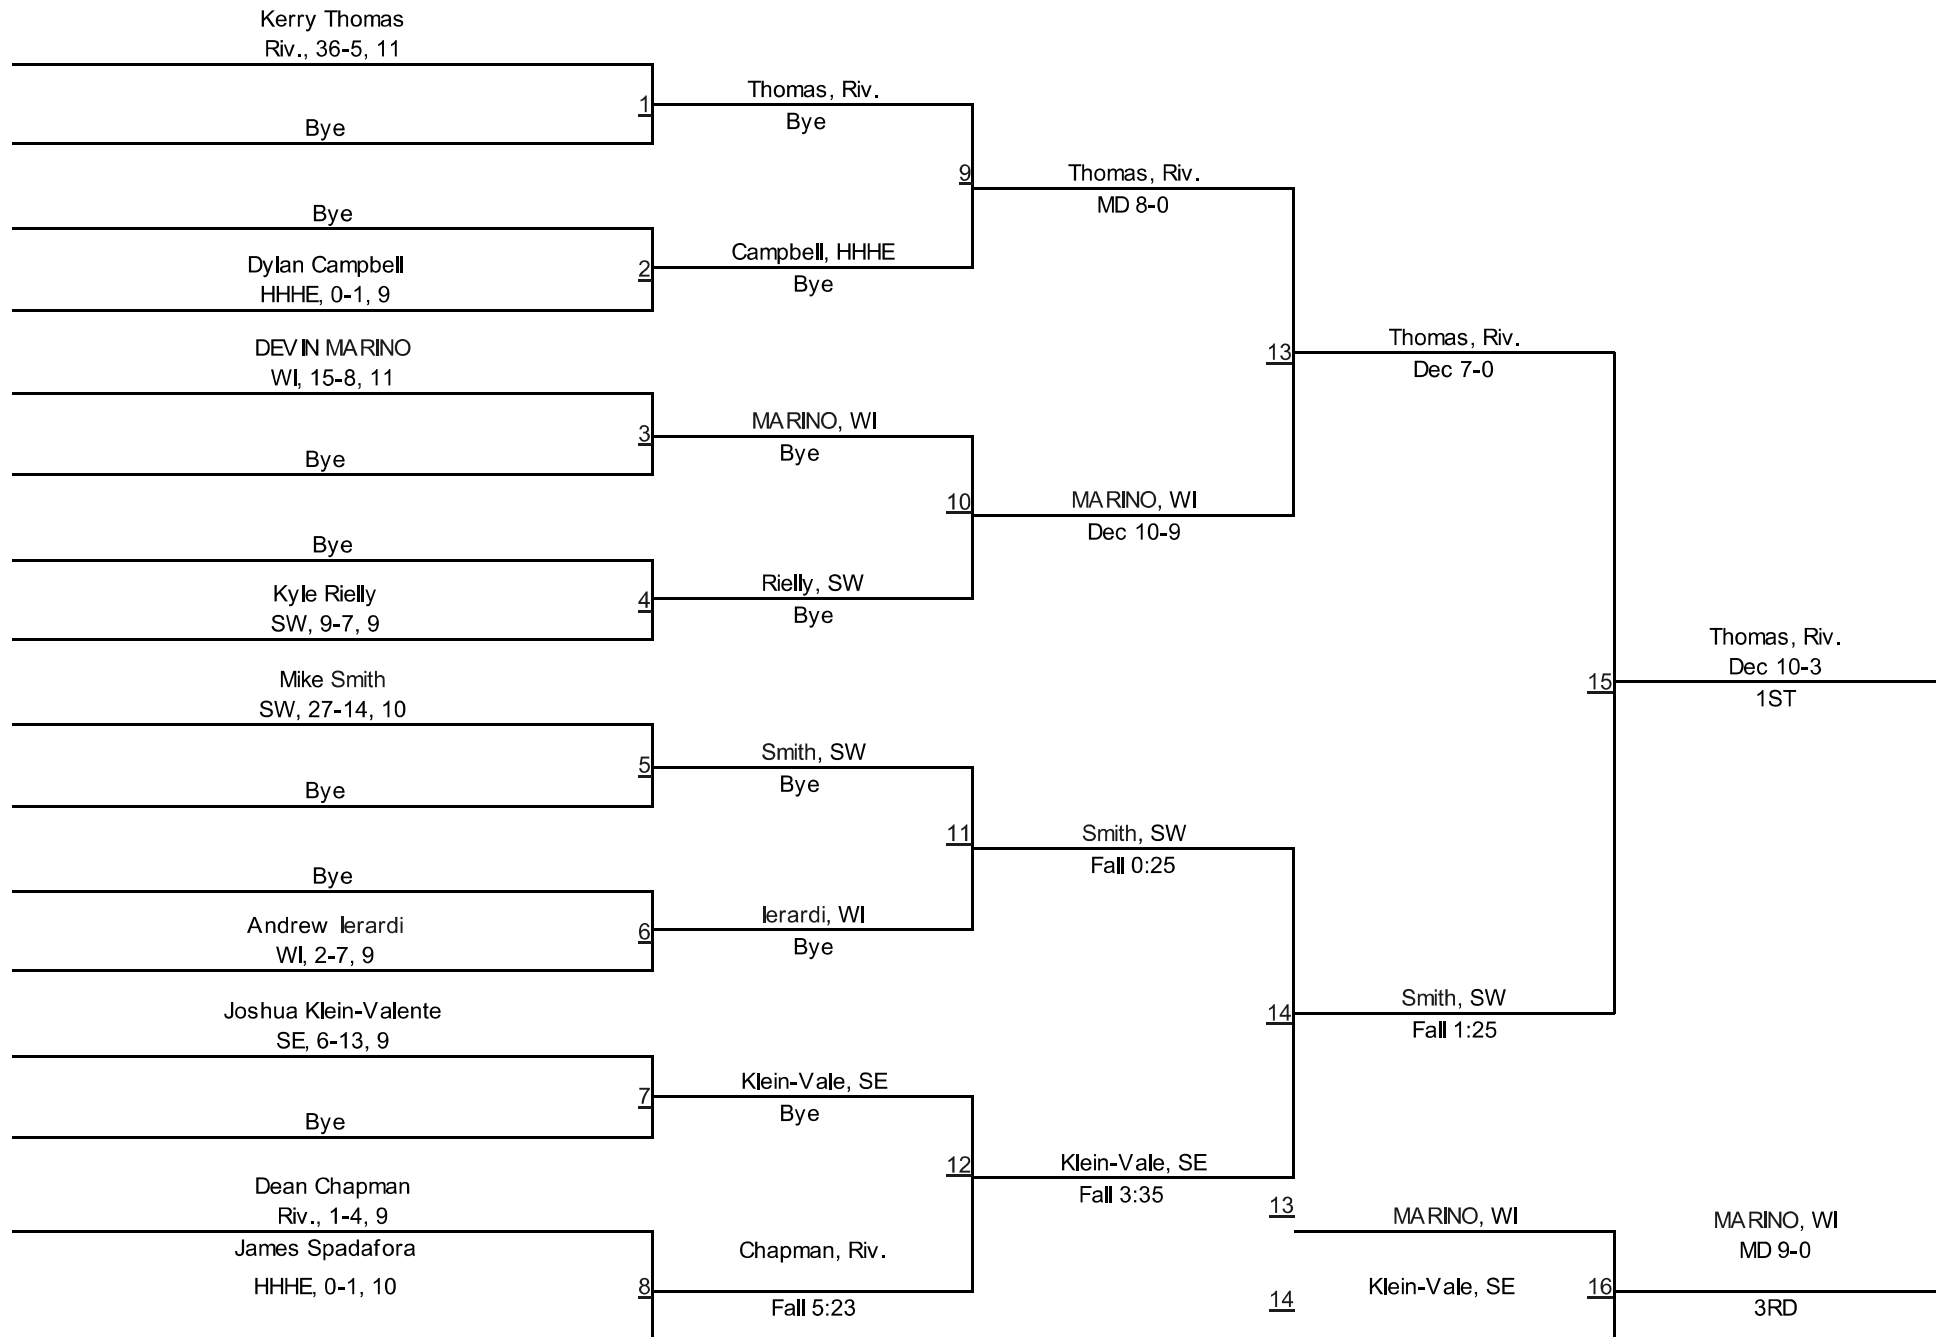 Kerry Thomas
Riv., 36-5, 11
1
Bye
Bye
Dylan Campbell
HHHE, 0-1, 9
2
DEVIN MARINO
WI, 15-8, 11
3
Bye
Bye
Kyle Rielly
SW, 9-7, 9
4
Mike Smith
SW, 27-14, 10
5
Bye
Bye
Andrew Ierardi
WI, 2-7, 9
6
Joshua Klein-Valente
SE, 6-13, 9
7
Bye
Dean Chapman
Riv., 1-4, 9
James Spadafora
HHHE, 0-1, 10
8
Thomas, Riv.
Bye
9
Campbell, HHHE
Bye
MARINO, WI
Bye
10
Rielly, SW
Bye
Smith, SW
Bye
11
Ierardi, WI
Bye
Klein-Vale, SE
Bye
12
Chapman, Riv.
Fall 5:23
Thomas, Riv.
MD 8-0
13
MARINO, WI
Dec 10-9
Smith, SW
Fall 0:25
14
Klein-Vale, SE
Fall 3:35
Thomas, Riv.
Dec 7-0
15
Smith, SW
Fall 1:25
Thomas, Riv.
Dec 10-3
1ST
13
MARINO, WI
14
Klein-Vale, SE
16
MARINO, WI
MD 9-0
3RD